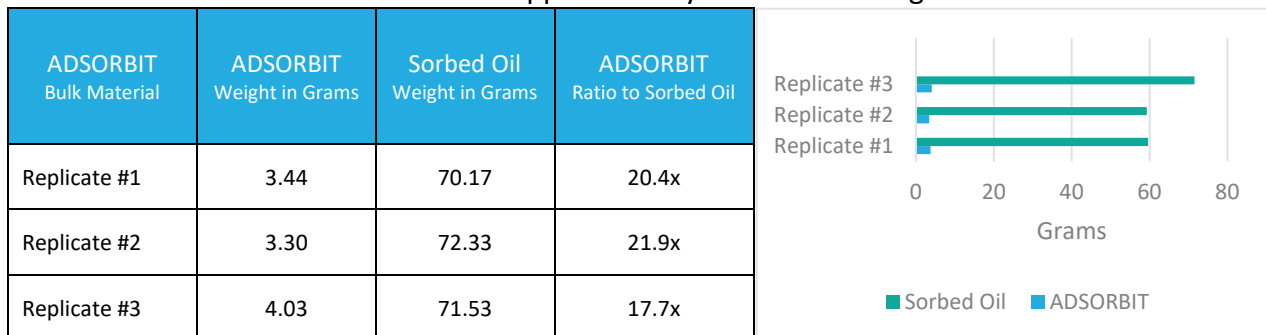 ADSORBIT
Bulk Material
ADSORBIT
Weight in Grams
Sorbed Oil
Weight in Grams
ADSORBIT
Ratio to Sorbed Oil
Replicate #1 3.44 70.17 20.4x
Replicate #2 3.30 72.33 21.9x
Replicate #3 4.03 71.53 17.7x
Replicate #3
Replicate #2
Replicate #1
0 20 40 60 80
Grams
Sorbed Oil ADSORBIT